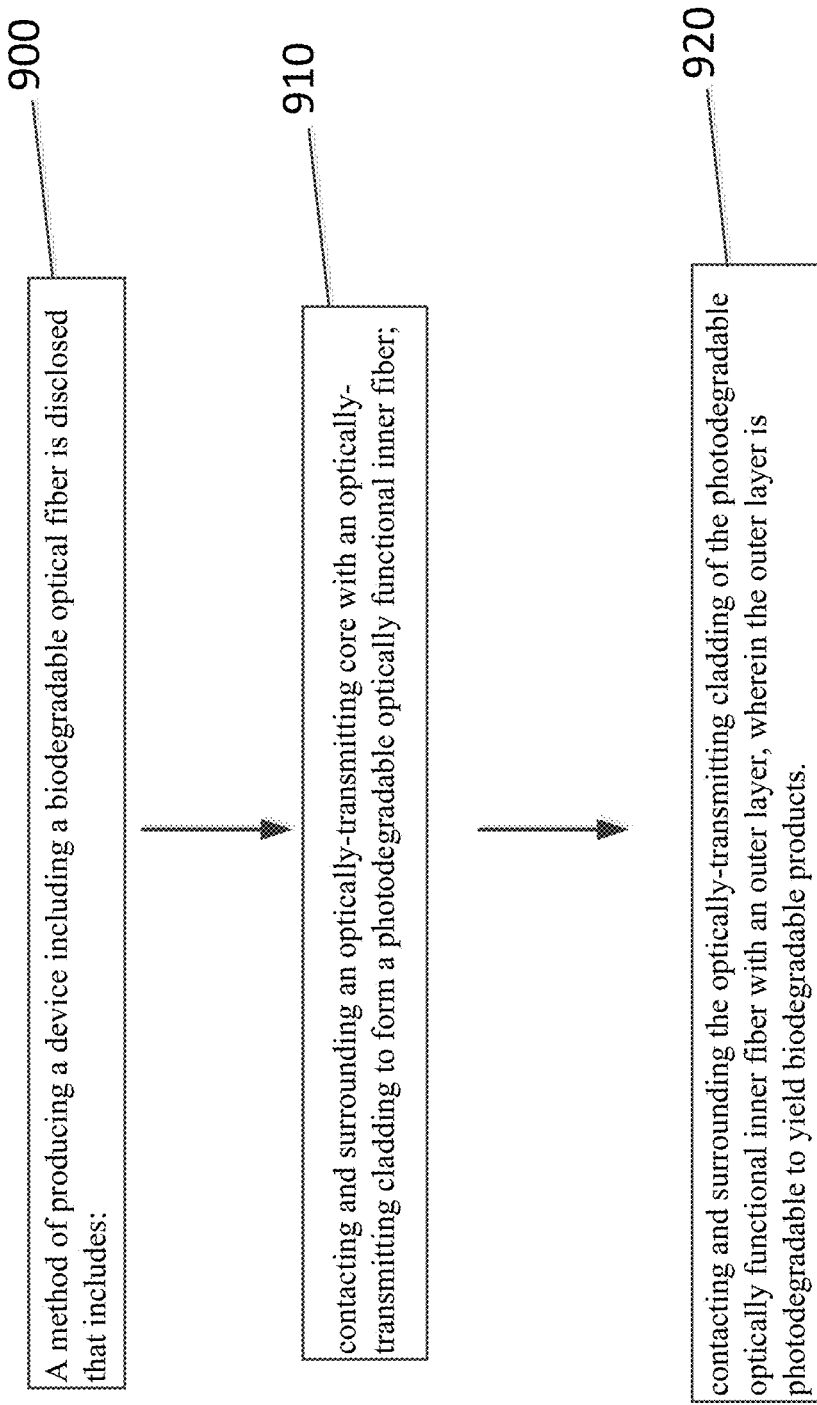 900
A method of producing a device including a biodegradable optical fiber is disclosed
that includes:
910
contacting and surrounding an optically-transmitting core with an optically-
transmitting cladding to form a photodegradable optically functional inner fiber;
920
contacting and surrounding the optically-transmitting cladding of the photodegradable
optically functional inner fiber with an outer layer, wherein the outer layer is
photodegradable to yield biodegradable products.